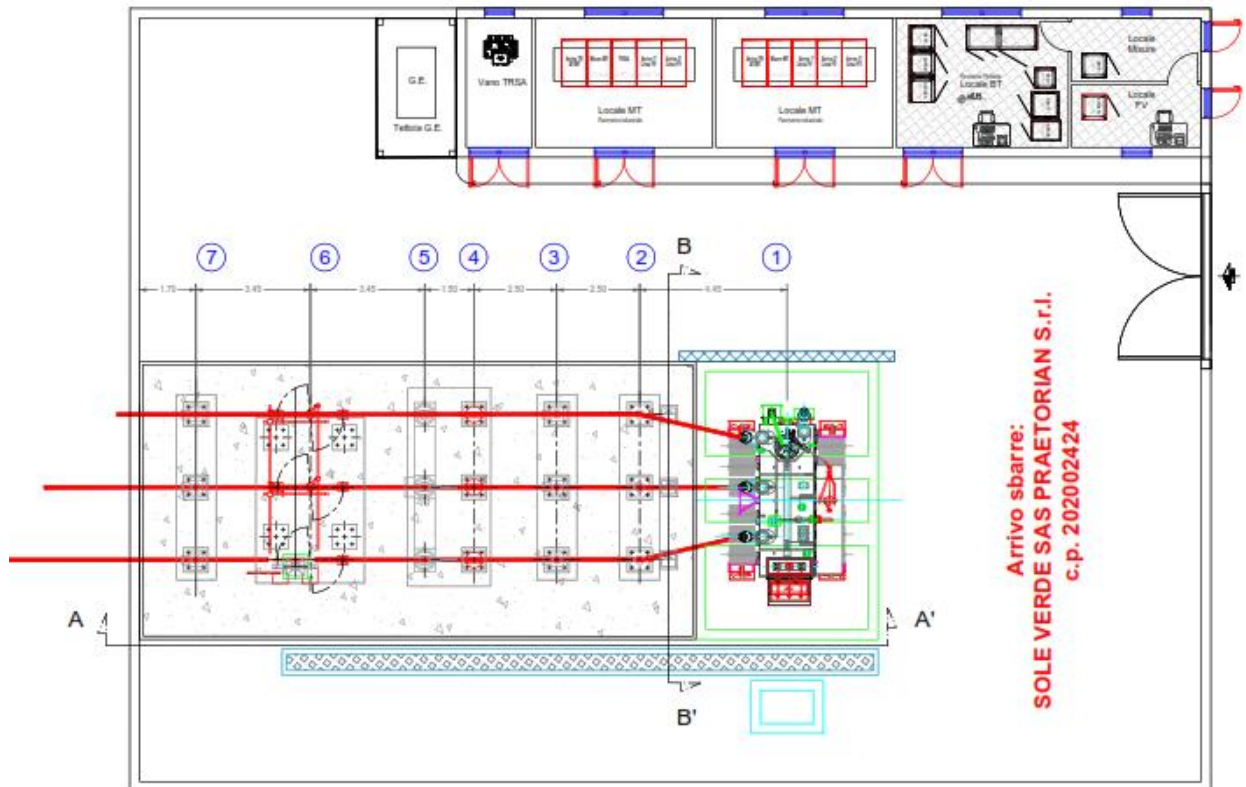 G.E.
Tettoia G.E.
Vano TRSA
Locale MT
Locale MT
Locale BT
Locale
Misure
Locale
FV
B
7
6
5
4
3
2
1
1.70
3.45
3.45
1.50
2.50
2.50
4.45
Arrivo sbarre:
SOLE VERDE SAS PRAETORIAN S.r.l.
c.p. 202002424
A
A'
B'